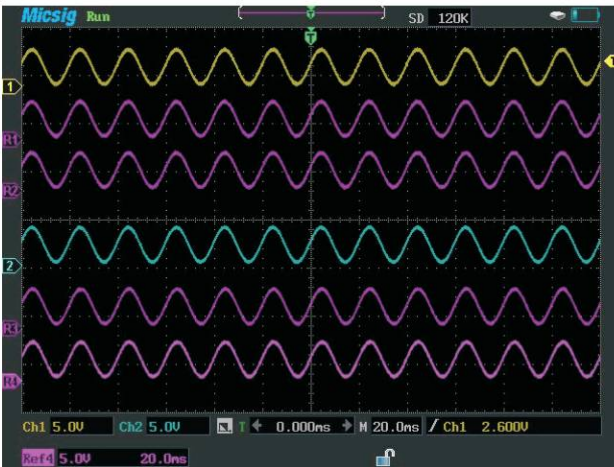 Micsig Run T SD 120K
T
T
1
R1
R2
2
R3
R4
Ch1 5.0V Ch2 5.0V T 0.000ms M 20.0ms Ch1 2.600V
Ref4 5.0V 20.0ms